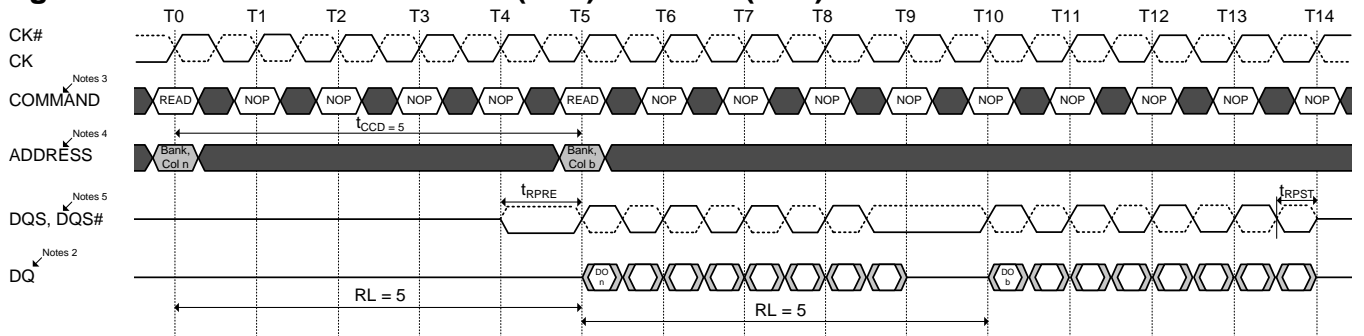 T0 T1 T2 T3 T4 T5 T6 T7 T8 T9 T10 T11 T12 T13 T14
CK#
CK
Notes 3
COMMAND READ NOP NOP NOP NOP READ NOP NOP NOP NOP NOP NOP NOP NOP NOP
tCCD = 5
Notes 4
ADDRESS Bank, Col n Bank, Col b
tRPRE tRPST
Notes 5
DQS, DQS#
Notes 2
DQ DO n DO b
RL = 5
RL = 5